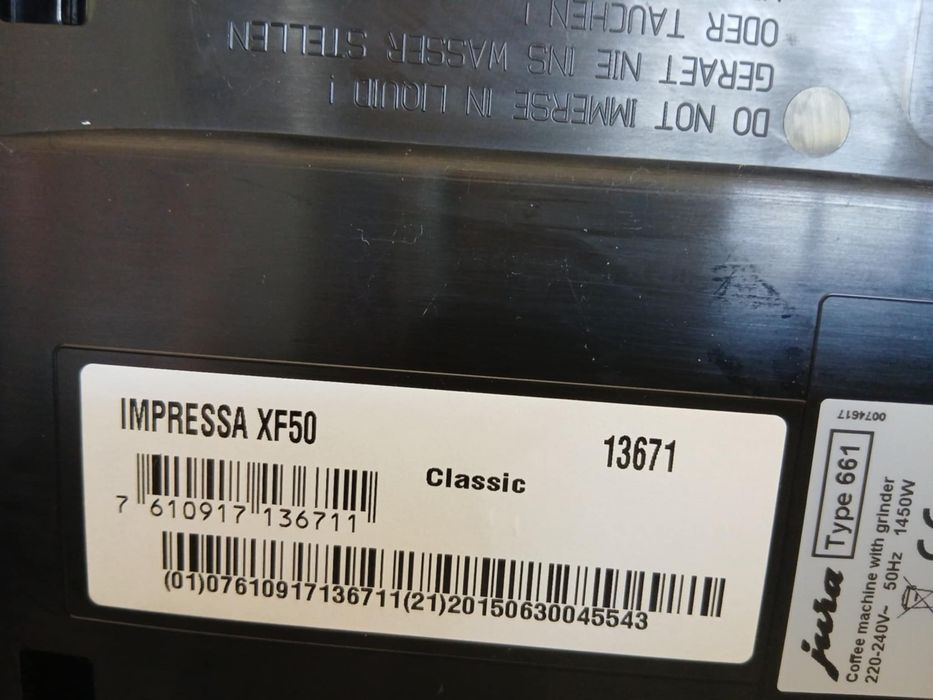 DO NOT IMMERSE IN LIQUID !
GERAET NIE INS WASSER STELLEN
ODER TAUCHEN !
IMPRESSA XF50
13671
Classic
7 610917 136711
(01)07610917136711(21)20150630045543
0074617
jura
Type 661
Coffee machine with grinder
220-240V~ 50Hz 1450W